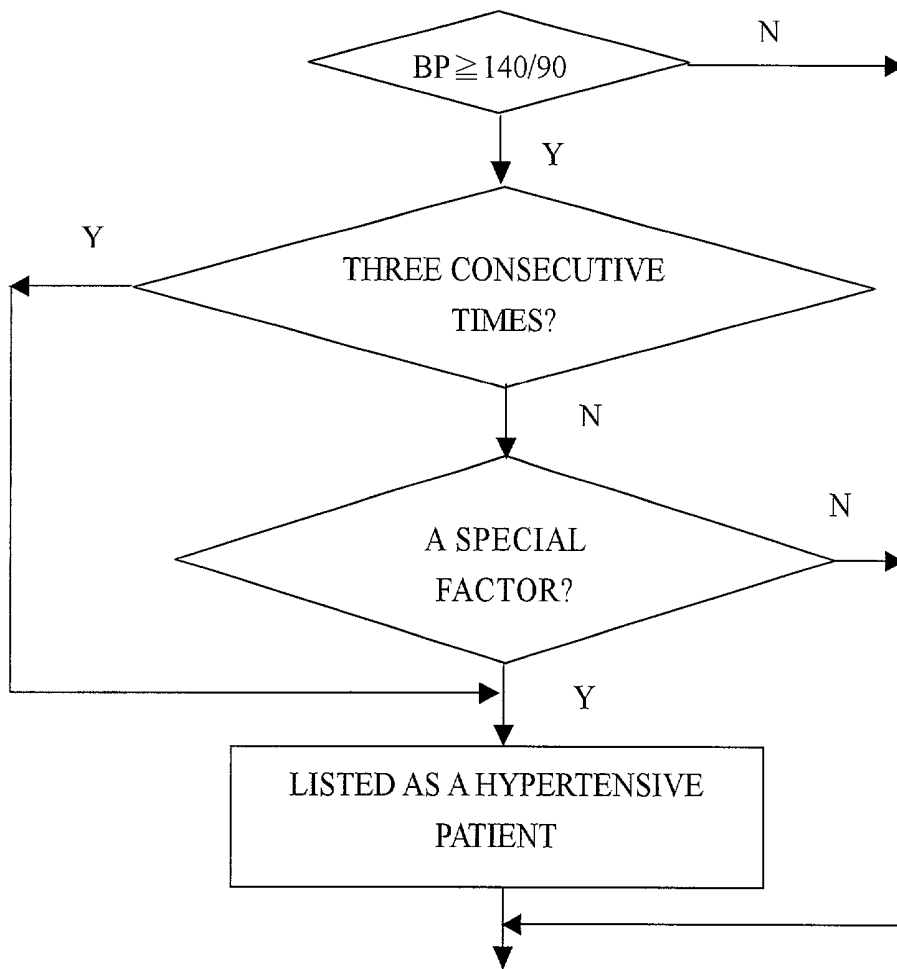 BP≧140/90
N
Y
Y
THREE CONSECUTIVE
TIMES?
N
N
A SPECIAL
FACTOR?
Y
LISTED AS A HYPERTENSIVE
PATIENT